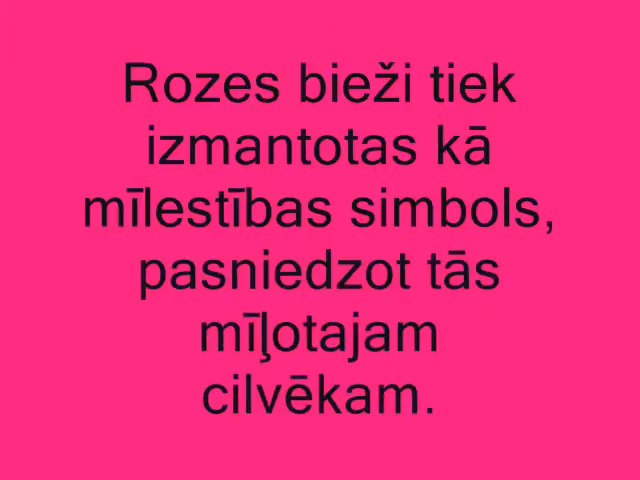 Rozes bieži tiek
izmantotas kā
mīlestības simbols,
pasniedzot tās
mīļotajam
cilvēkam.